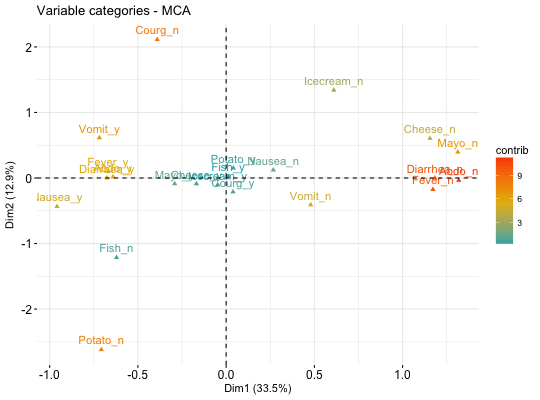 Variable categories - MCA
Courg_n
2
Icecream_n
1
Vomit_y
Cheese_n
Mayo_n
contrib
Fever_y
Potato_n
Nausea_n
Fish_y
Diarrhea_n
Abdo_n
9
Fever_n
0
Courg_y
6
Vomit_n
3
Fish_n
-1
-2
Potato_n
-1.0
-0.5
0.0
0.5
1.0
Dim1 (33.5%)
Dim2 (12.9%)